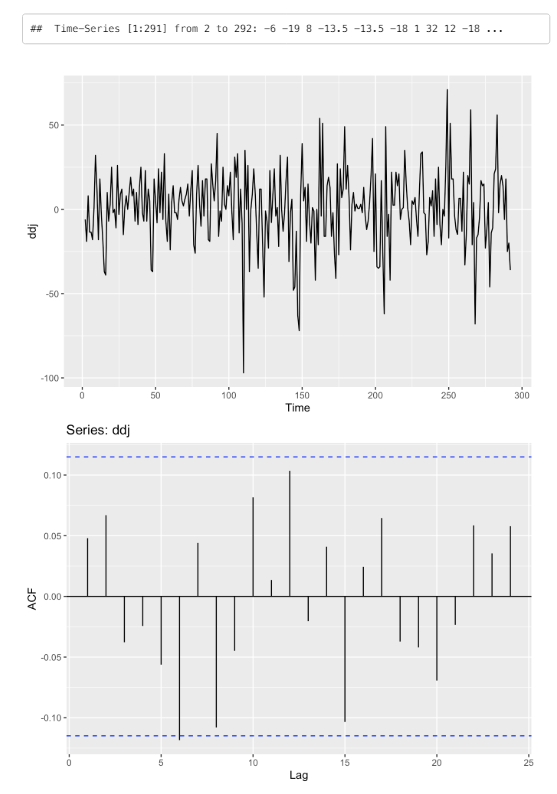 ##  Time-Series [1:291] from 2 to 292: -6 -19 8 -13.5 -13.5 -18 1 32 12 -18 ...
50
0
-50
-100
ddj
0 50 100 150 200 250 300
Time
Series: ddj
0.10
0.05
0.00
-0.05
-0.10
ACF
0 5 10 15 20 25
Lag